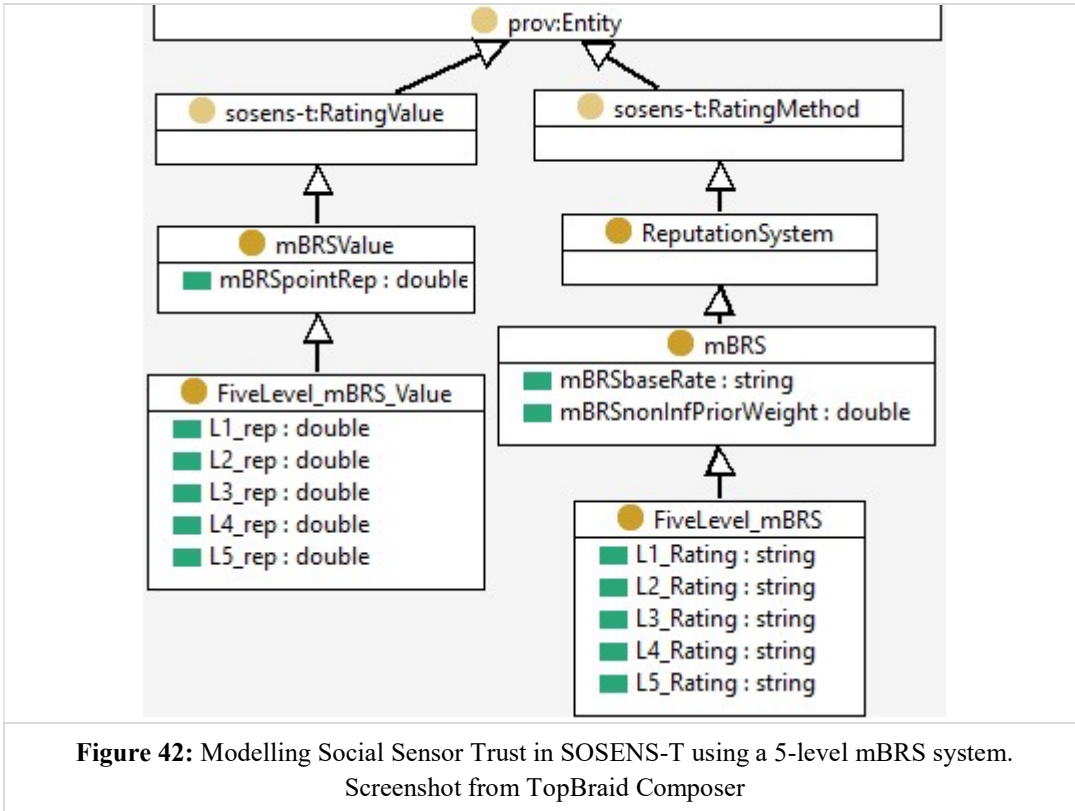 prov:Entity
sosens-t:RatingValue
sosens-t:RatingMethod
mBRSValue
mBRSpointRep : double
ReputationSystem
mBRS
mBRSbaseRate : string
mBRSnonInfPriorWeight : double
FiveLevel_mBRS_Value
L1_rep : double
L2_rep : double
L3_rep : double
L4_rep : double
L5_rep : double
FiveLevel_mBRS
L1_Rating : string
L2_Rating : string
L3_Rating : string
L4_Rating : string
L5_Rating : string
Figure 42: Modelling Social Sensor Trust in SOSENS-T using a 5-level mBRS system.
Screenshot from TopBraid Composer